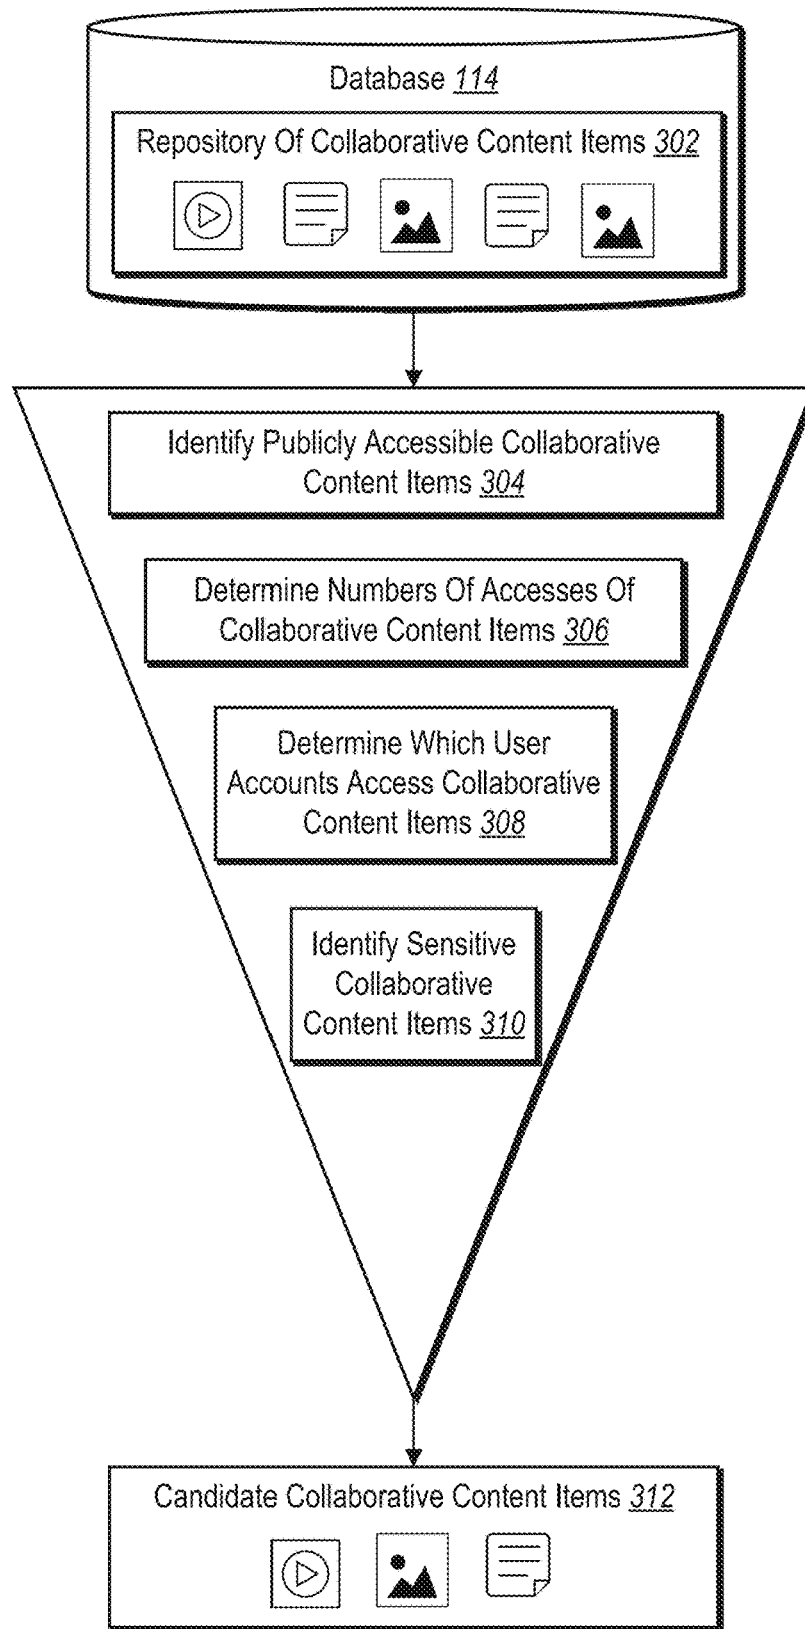 Database 114
Repository Of Collaborative Content Items 302
Identify Publicly Accessible Collaborative
Content Items 304
Determine Numbers Of Accesses Of
Collaborative Content Items 306
Determine Which User
Accounts Access Collaborative
Content Items 308
Identify Sensitive
Collaborative
Content Items 310
Candidate Collaborative Content Items 312